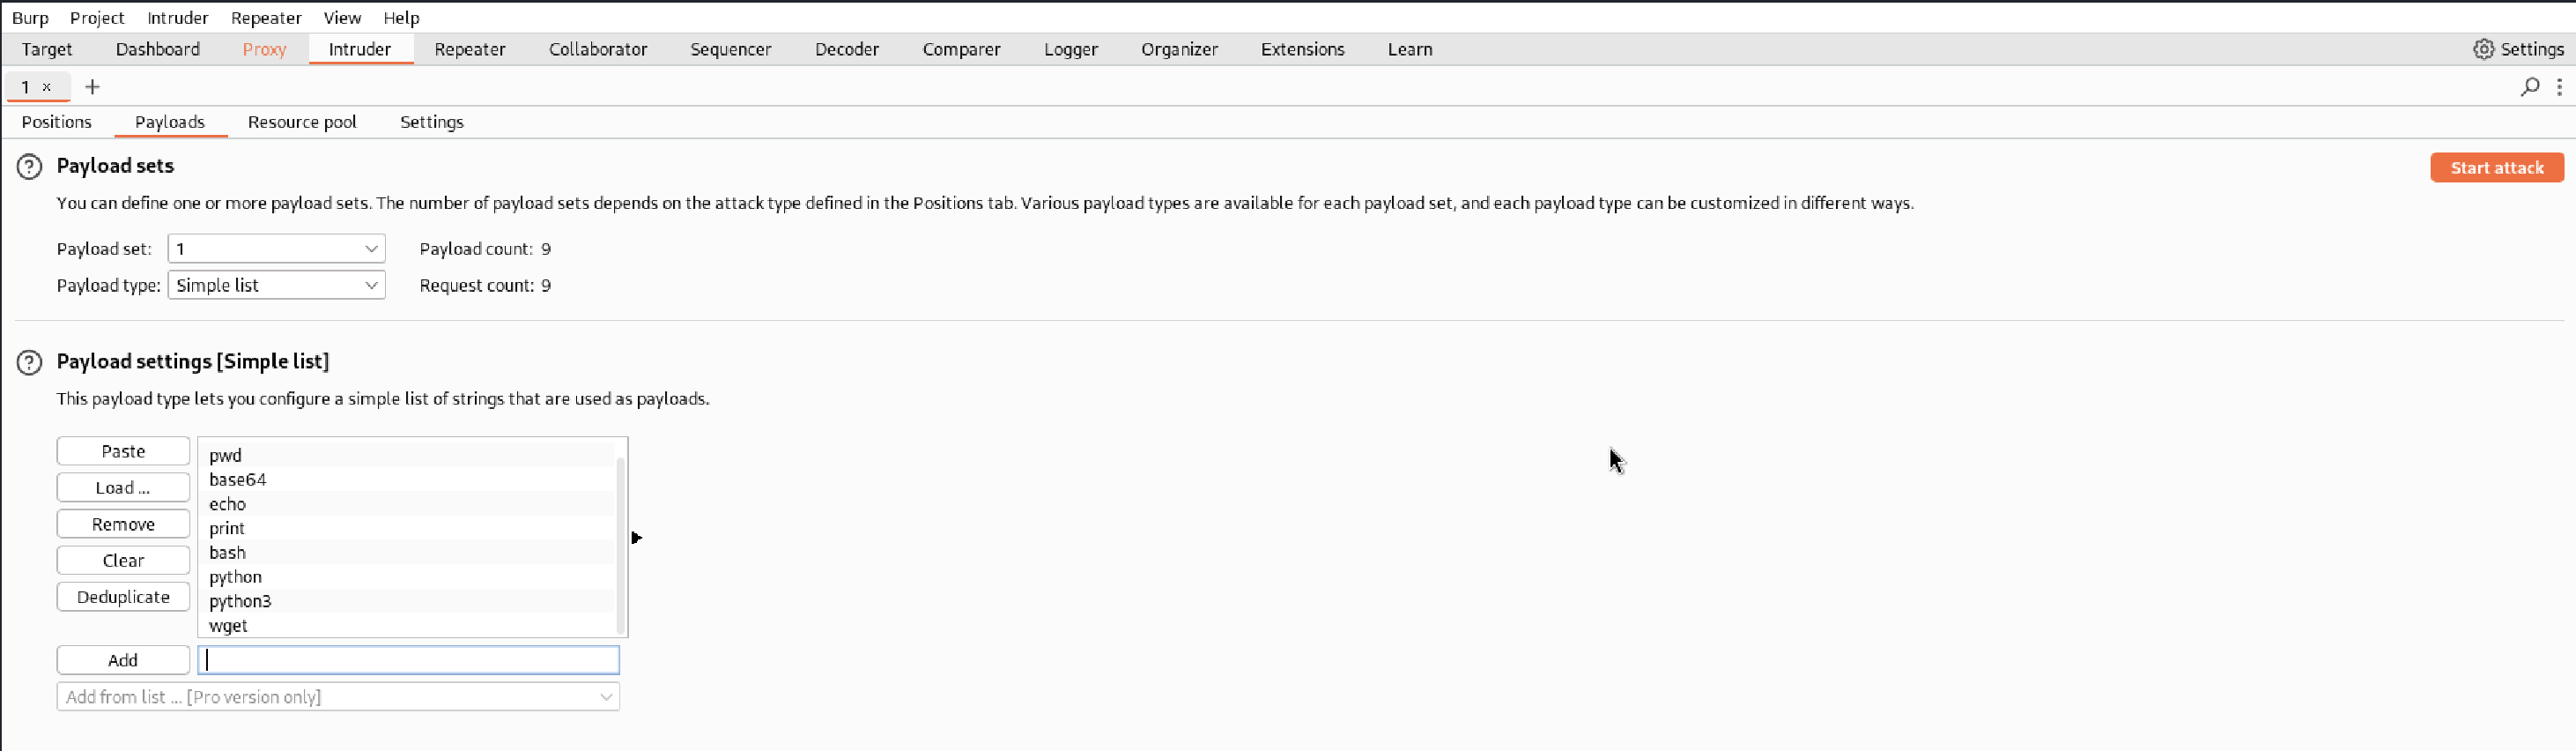 Burp Project Intruder Repeater View Help
Target Dashboard Proxy Intruder Repeater Collaborator Sequencer Decoder Comparer Logger Organizer Extensions Learn Settings
1 × +
Positions Payloads Resource pool Settings
? Payload sets Start attack
You can define one or more payload sets. The number of payload sets depends on the attack type defined in the Positions tab. Various payload types are available for each payload set, and each payload type can be customized in different ways.
Payload set: 1 Payload count: 9
Payload type: Simple list Request count: 9
? Payload settings [Simple list]
This payload type lets you configure a simple list of strings that are used as payloads.
Paste
Load ...
Remove
Clear
Deduplicate
pwd
base64
echo
print
bash
python
python3
wget
Add
Add from list ... [Pro version only]